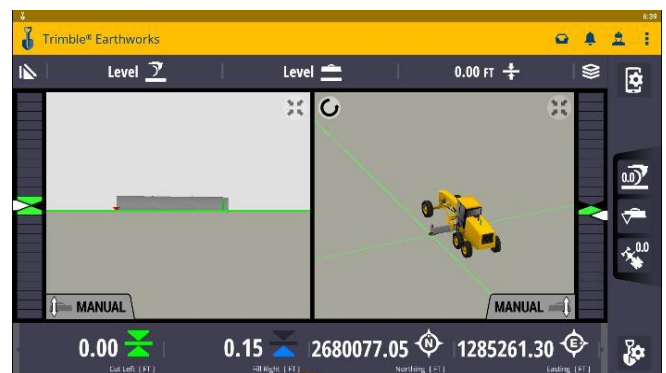 6:39
Trimble® Earthworks
Level
Level
0.00 FT
0.0
0.0
MANUAL
MANUAL
0.00
0.15
2680077.05
N
1285261.30
E
Cut Left [FT]
Fill Right [FT]
Northing [FT]
Easting [FT]